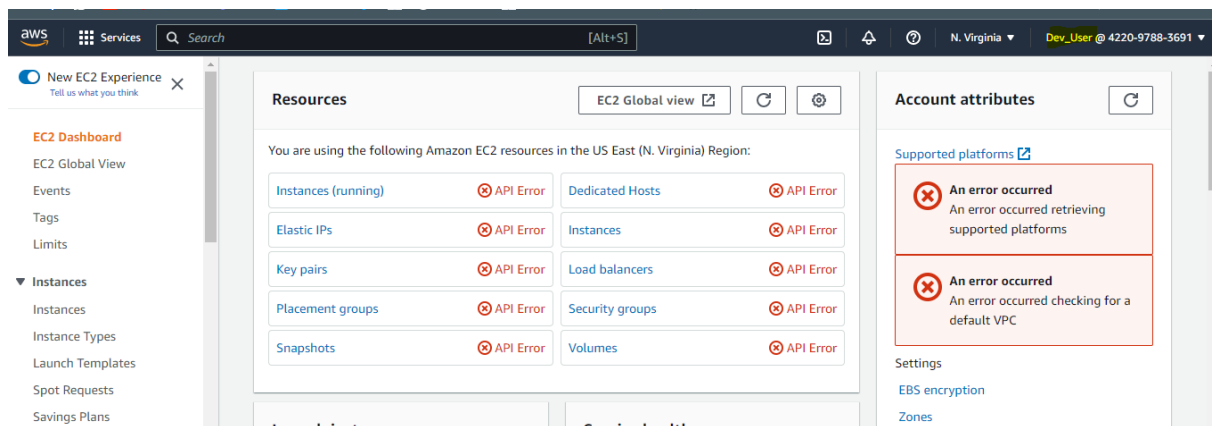 aws
Services
Search
[Alt+S]
N. Virginia ▼
Dev_User @ 4220-9788-3691 ▼
New EC2 Experience
Tell us what you think
EC2 Dashboard
EC2 Global View
Events
Tags
Limits
▼ Instances
Instances
Instance Types
Launch Templates
Spot Requests
Savings Plans
Resources
EC2 Global view
You are using the following Amazon EC2 resources in the US East (N. Virginia) Region:
Instances (running) API Error
Dedicated Hosts API Error
Elastic IPs API Error
Instances API Error
Key pairs API Error
Load balancers API Error
Placement groups API Error
Security groups API Error
Snapshots API Error
Volumes API Error
Account attributes
Supported platforms
An error occurred
An error occurred retrieving
supported platforms
An error occurred
An error occurred checking for a
default VPC
Settings
EBS encryption
Zones